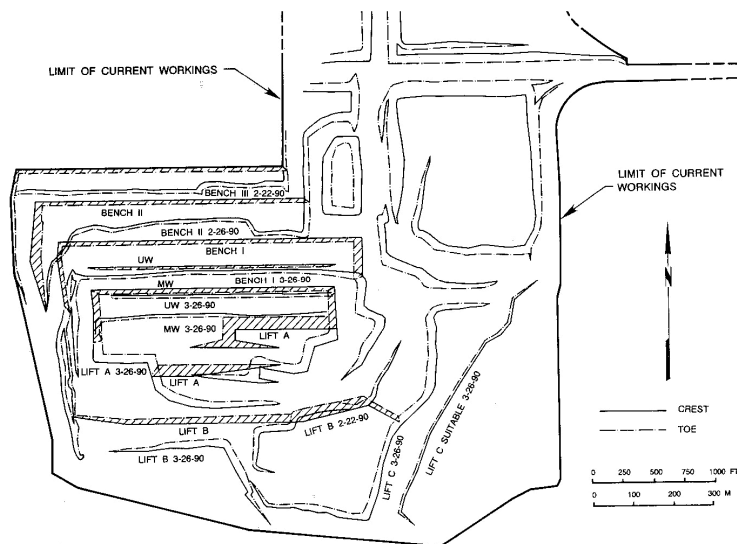 LIMIT OF CURRENT WORKINGS
LIMIT OF CURRENT
WORKINGS
BENCH III 2-22-90
BENCH II
BENCH II 2-26-90
BENCH I
UW
BENCH I 3-26-90
MW
UW 3-26-90
MW 3-26-90
LIFT A
LIFT A 3-26-90
LIFT A
LIFT B
LIFT B 2-22-90
LIFT B 3-26-90
LIFT C 3-26-90
LIFT C SUITABLE 3-26-90
N
CREST
TOE
0 250 500 750 1000 FT
0 100 200 300 M